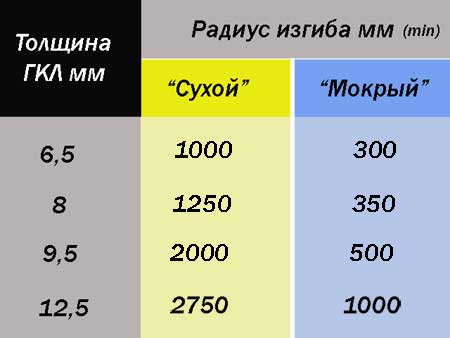 Толщина
ГКЛ мм
Радиус изгиба мм (min)
“Сухой” “Мокрый”
6,5 1000 300
8 1250 350
9,5 2000 500
12,5 2750 1000